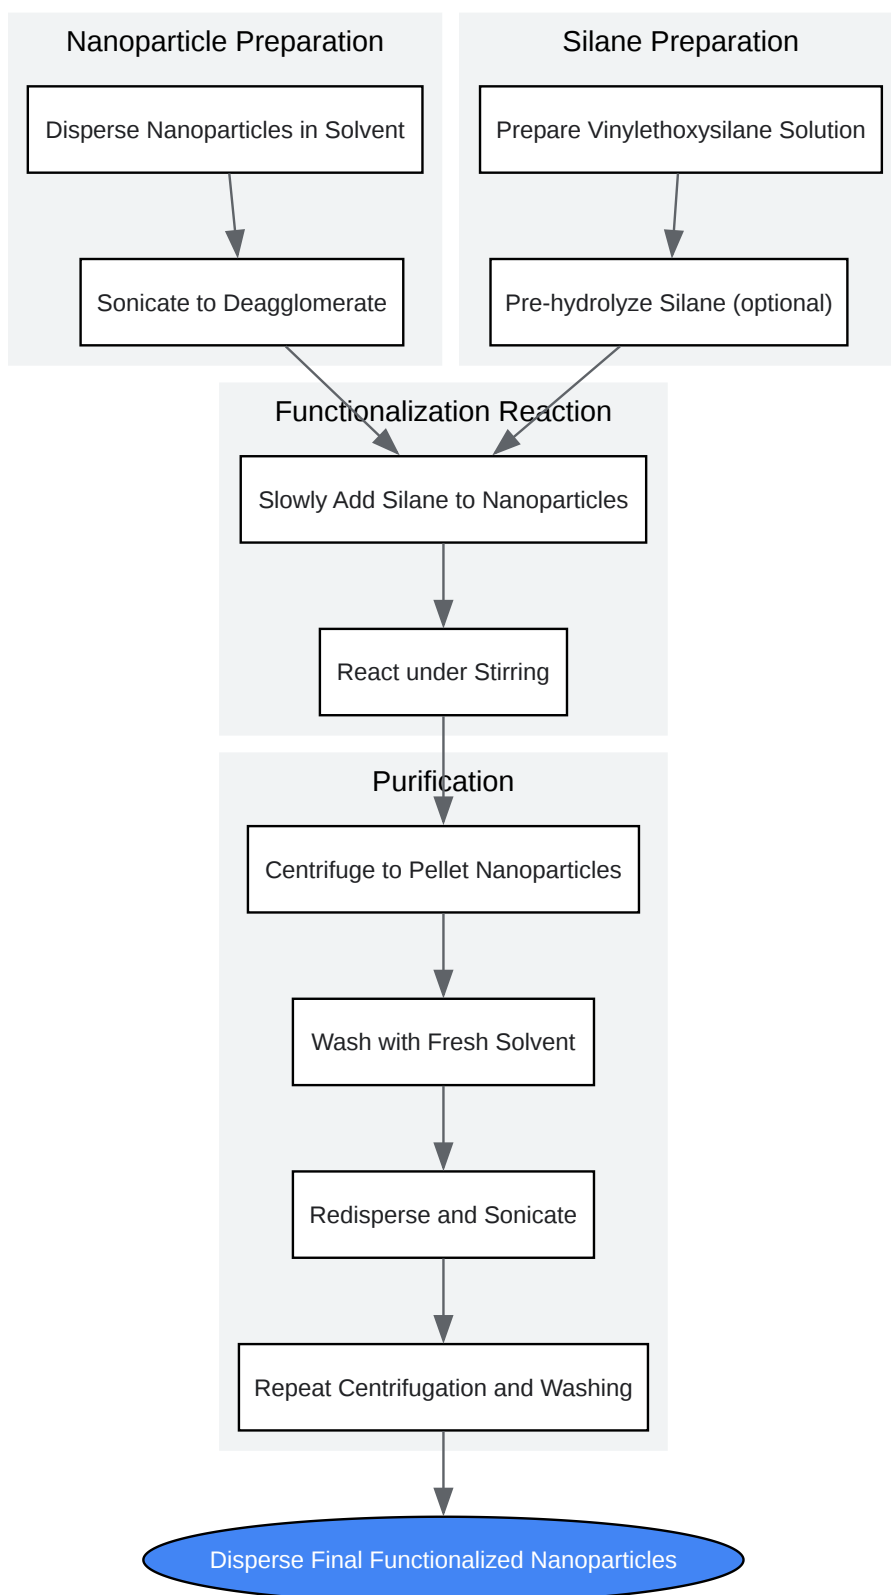 Nanoparticle Preparation
Disperse Nanoparticles in Solvent
Sonicate to Deagglomerate
Silane Preparation
Prepare Vinylethoxysilane Solution
Pre-hydrolyze Silane (optional)
Functionalization Reaction
Slowly Add Silane to Nanoparticles
React under Stirring
Purification
Centrifuge to Pellet Nanoparticles
Wash with Fresh Solvent
Redisperse and Sonicate
Repeat Centrifugation and Washing
Disperse Final Functionalized Nanoparticles